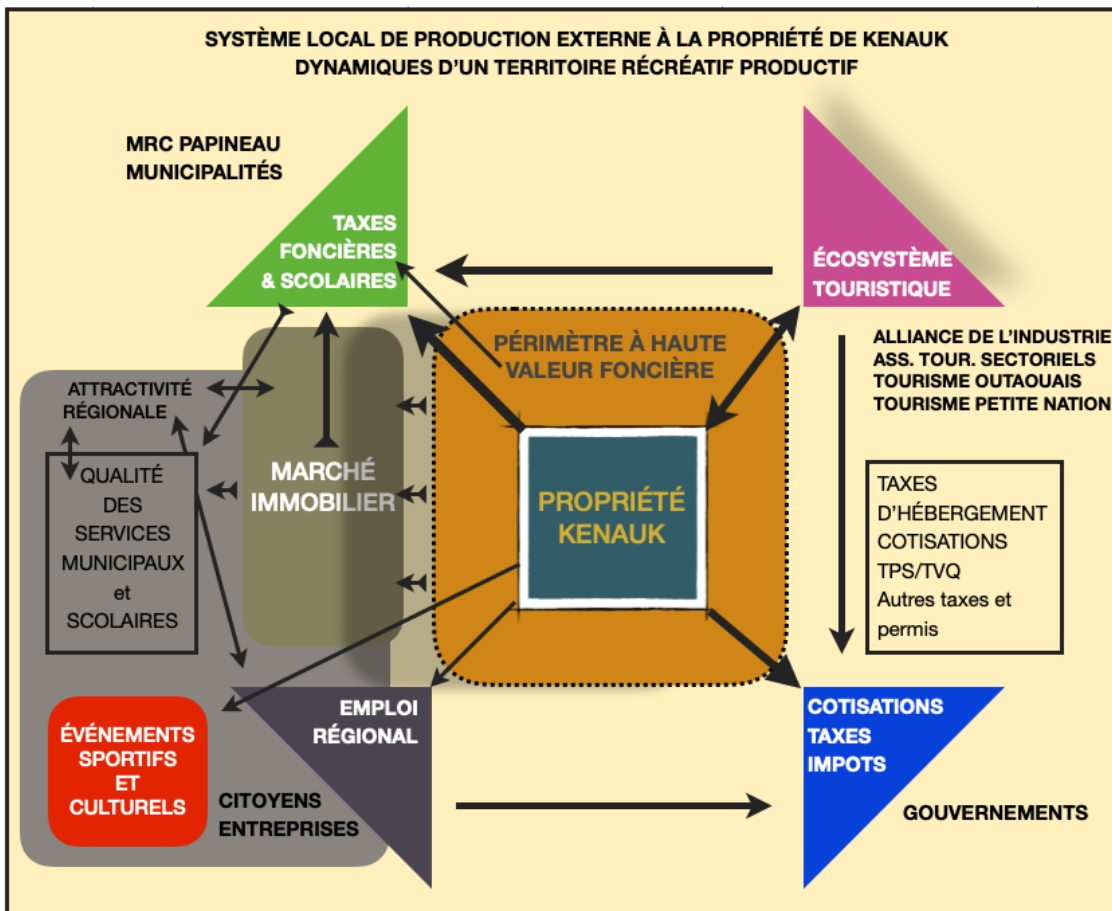 SYSTÈME LOCAL DE PRODUCTION EXTERNE À LA PROPRIÉTÉ DE KENAUK
DYNAMIQUES D'UN TERRITOIRE RÉCRÉATIF PRODUCTIF
MRC PAPINEAU
MUNICIPALITÉS
TAXES
FONCIÈRES
& SCOLAIRES
ÉCOSYSTÈME
TOURISTIQUE
PÉRIMÈTRE À HAUTE
VALEUR FONCIÈRE
ALLIANCE DE L'INDUSTRIE
ASS. TOUR. SECTORIELS
TOURISME OUTAOUAIS
TOURISME PETITE NATION
ATTRACTIVITÉ
RÉGIONALE
QUALITÉ
DES
SERVICES
MUNICIPAUX
et
SCOLAIRES
MARCHÉ
IMMOBILIER
PROPRIÉTÉ
KENAUK
TAXES
D'HÉBERGEMENT
COTISATIONS
TPS/TVQ
Autres taxes et
permis
ÉVÉNEMENTS
SPORTIFS
ET
CULTURELS
EMPLOI
RÉGIONAL
CITOYENS
ENTREPRISES
COTISATIONS
TAXES
IMPOTS
GOUVERNEMENTS